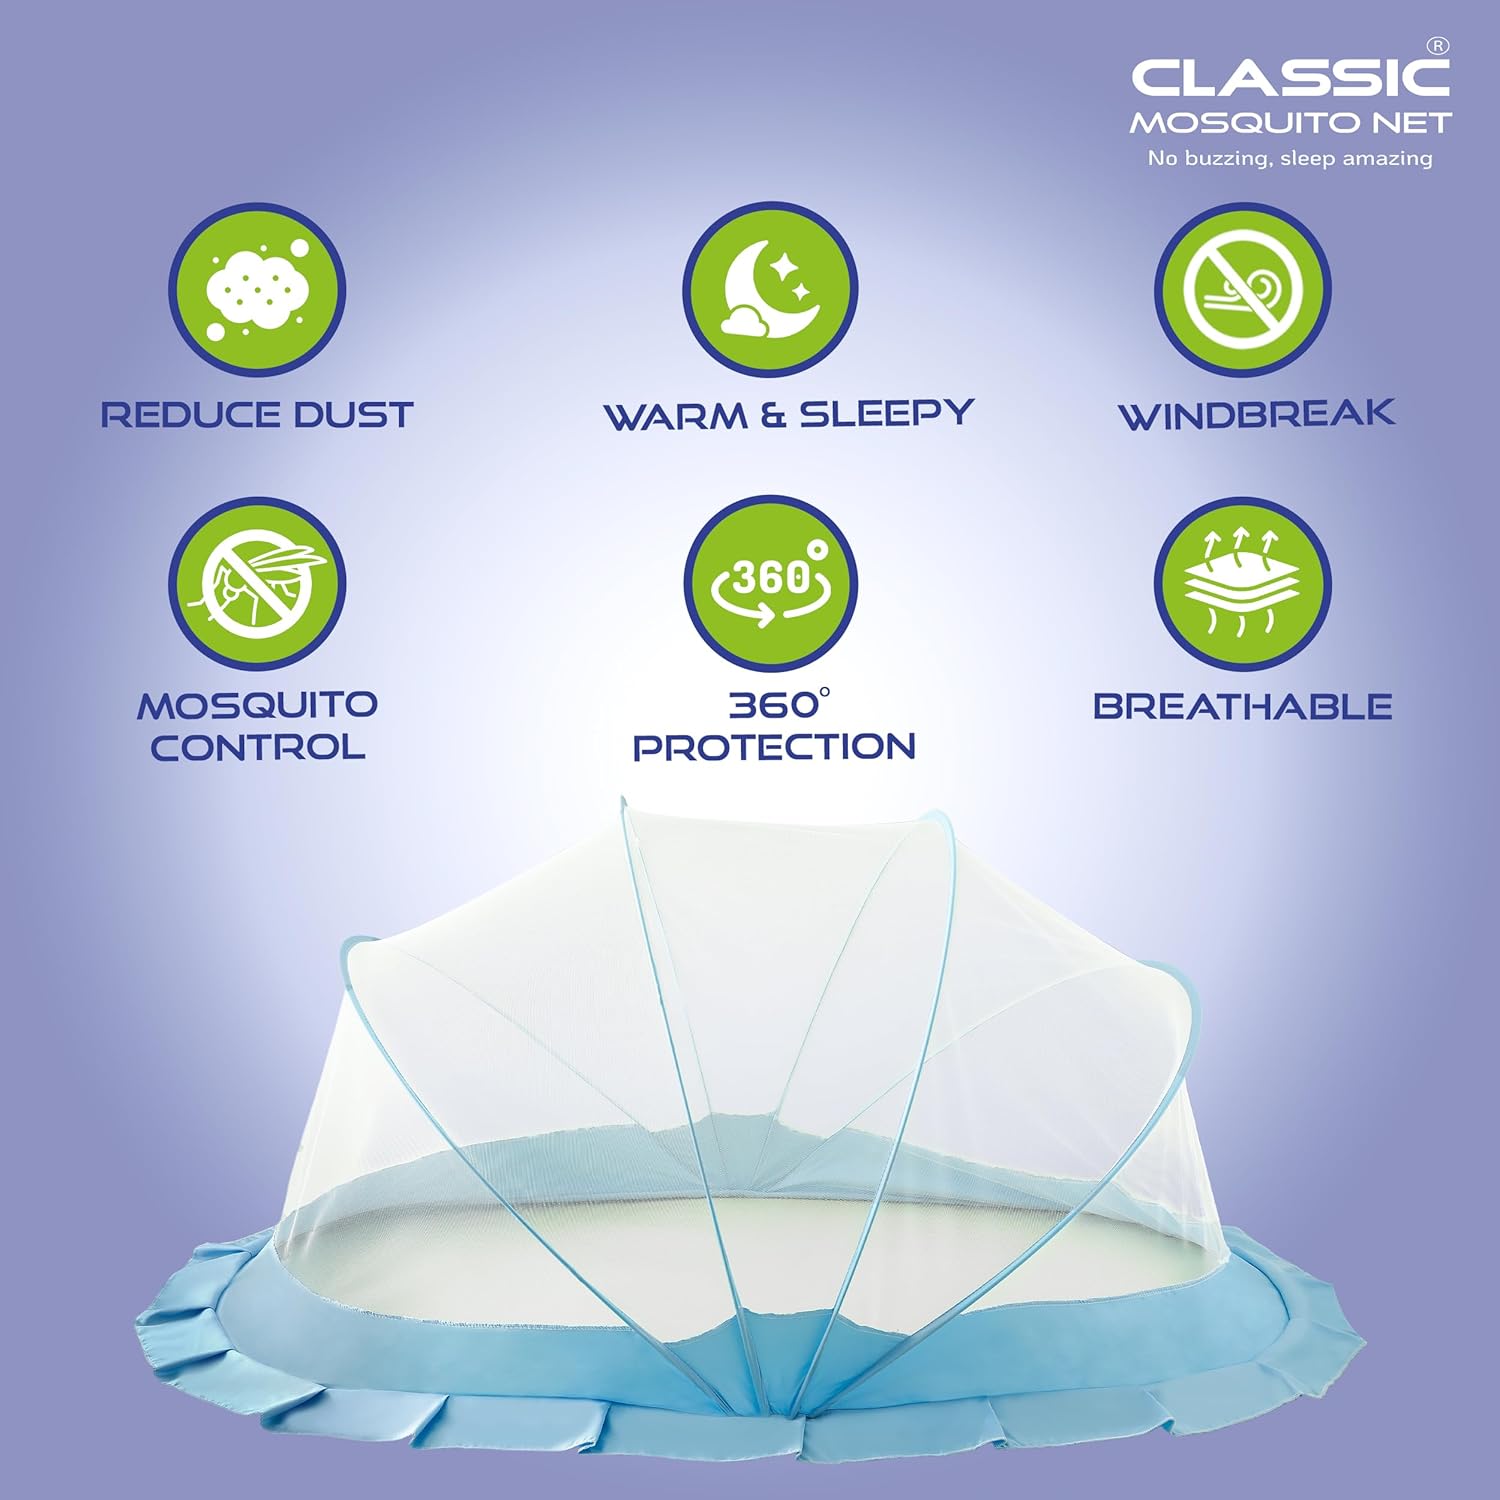 ®
CLASSIC
MOSQUITO NET
No buzzing, sleep amazing
REDUCE DUST
WARM & SLEEPY
WINDBREAK
360°
MOSQUITO
CONTROL
360°
PROTECTION
BREATHABLE